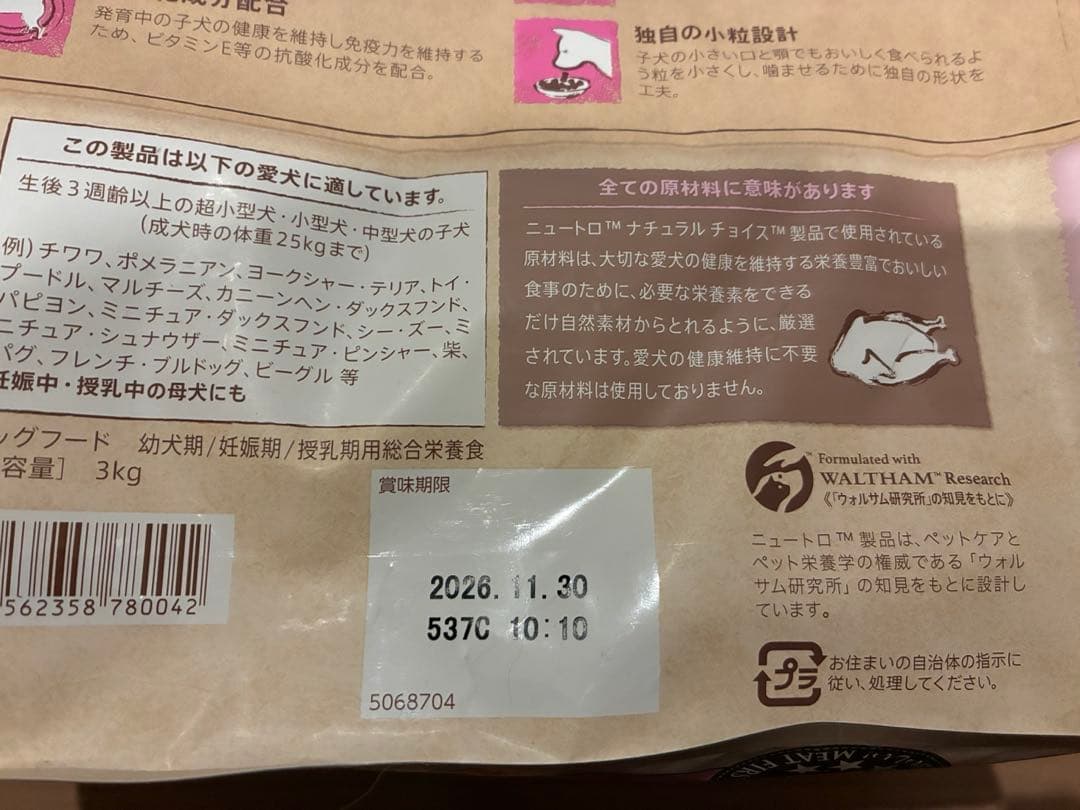 成分配合
発育中の子犬の健康を維持し免疫力を維持する
ため、ビタミンE等の抗酸化成分を配合。
独自の小粒設計
子犬の小さい口と顎でもおいしく食べられるよ
う粒を小さくし、噛ませるために独自の形状を
工夫。
この製品は以下の愛犬に適しています。
生後3週齢以上の超小型犬・小型犬・中型犬の子犬
(成犬時の体重25kgまで)
例)チワワ、ポメラニアン、ヨークシャー・テリア、トイ・
プードル、マルチーズ、カニーンヘン・ダックスフンド、
パピヨン、ミニチュア・ダックスフンド、シー・ズー、ミ
ニチュア・シュナウザー、ミニチュア・ピンシャー、柴、
パグ、フレンチ・ブルドッグ、ビーグル 等
妊娠中・授乳中の母犬にも
全ての原材料に意味があります
ニュートロ™ ナチュラル チョイス™ 製品で使用されている
原材料は、大切な愛犬の健康を維持する栄養豊富でおいしい
食事のために、必要な栄養素をできる
だけ自然素材からとれるように、厳選
されています。愛犬の健康維持に不要
な原材料は使用しておりません。
ッグフード 幼犬期/妊娠期/授乳期用総合栄養食
容量] 3kg
562358 780042
賞味期限
2026.11.30
537C 10:10
5068704
Formulated with
WALTHAM™ Research
《「ウォルサム研究所」の知見をもとに》
ニュートロ™ 製品は、ペットケアと
ペット栄養学の権威である「ウォル
サム研究所」の知見をもとに設計し
ています。
プラ
お住まいの自治体の指示に
従い、処理してください。
MEAT FIRST